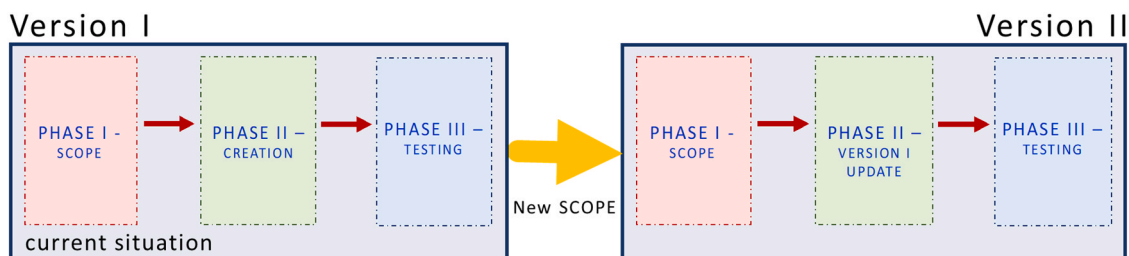 Version I
Version II
PHASE I -
SCOPE
PHASE II –
CREATION
PHASE III –
TESTING
current situation
New SCOPE
PHASE I -
SCOPE
PHASE II –
VERSION I
UPDATE
PHASE III –
TESTING